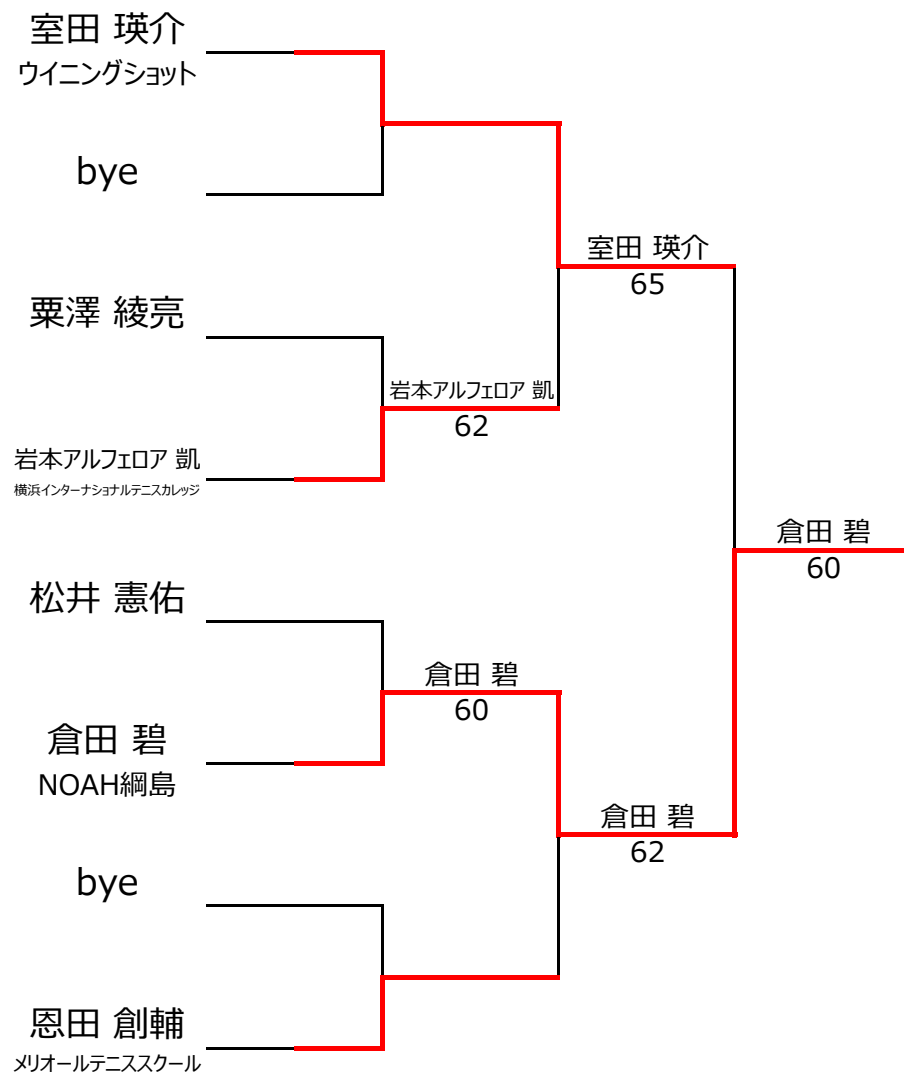 室田 瑛介
ウイニングショット
bye
粟澤 綾亮
岩本アルフェロア 凱
横浜インターナショナルテニスカレッジ
松井 憲佑
倉田 碧
NOAH綱島
bye
恩田 創輔
メリオールテニススクール
岩本アルフェロア 凱
62
倉田 碧
60
室田 瑛介
65
倉田 碧
62
倉田 碧
60